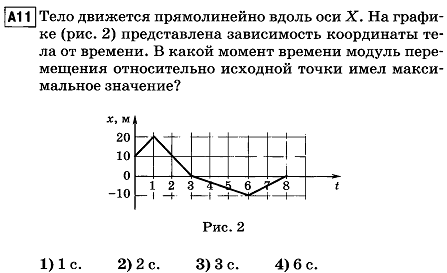 А11 Тело движется прямолинейно вдоль оси X. На графи-
ке (рис. 2) представлена зависимость координаты те-
ла от времени. В какой момент времени модуль пере-
мещения относительно исходной точки имел макси-
мальное значение?
x, м
20
10
0
–10
1 2 3 4 5 6 7 8 t
Рис. 2
1) 1 с. 2) 2 с. 3) 3 с. 4) 6 с.